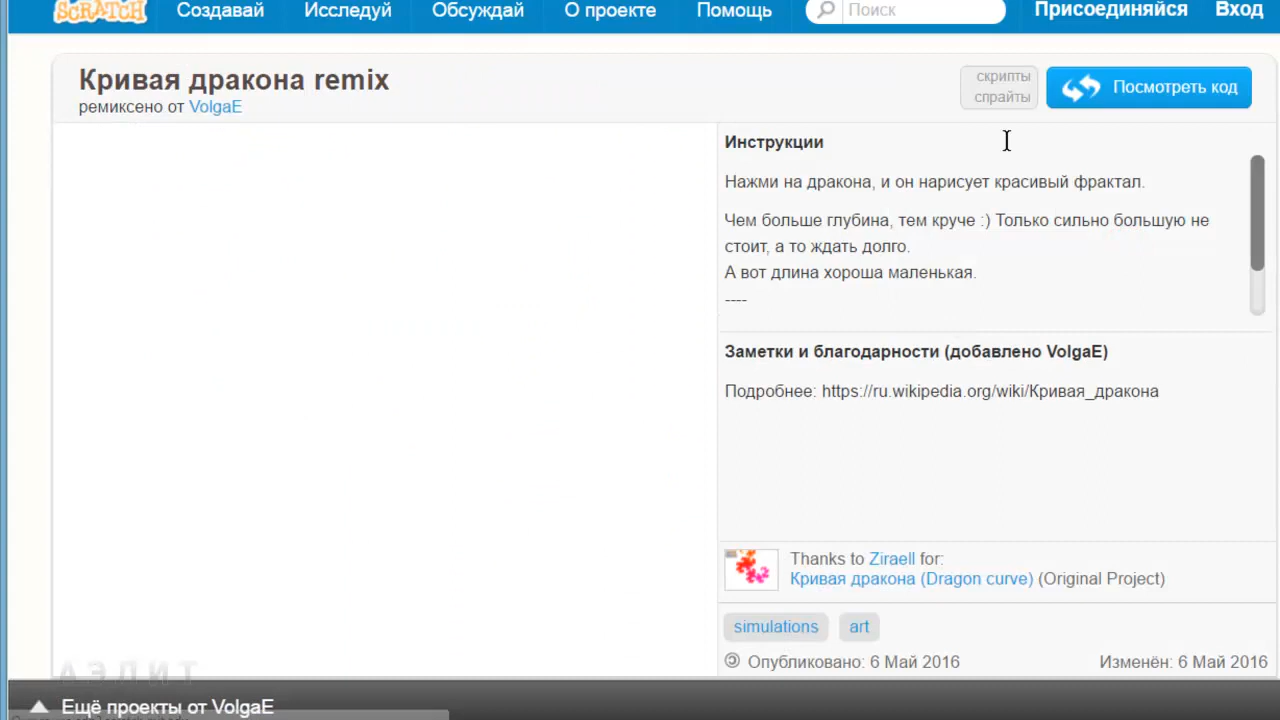 SCRATCH Создавай Исследуй Обсуждай О проекте Помощь Поиск Присоединяйся Вход
Кривая дракона remix
ремиксено от VolgaE
скрипты
спрайты
Посмотреть код
Инструкции
Нажми на дракона, и он нарисует красивый фрактал.
Чем больше глубина, тем круче :) Только сильно большую не
стоит, а то ждать долго.
А вот длина хороша маленькая.
----
Заметки и благодарности (добавлено VolgaE)
Подробнее: https://ru.wikipedia.org/wiki/Кривая_дракона
Thanks to Ziraell for:
Кривая дракона (Dragon curve) (Original Project)
simulations art
Опубликовано: 6 Май 2016 Изменён: 6 Май 2016
АЭЛИТ
Ещё проекты от VolgaE